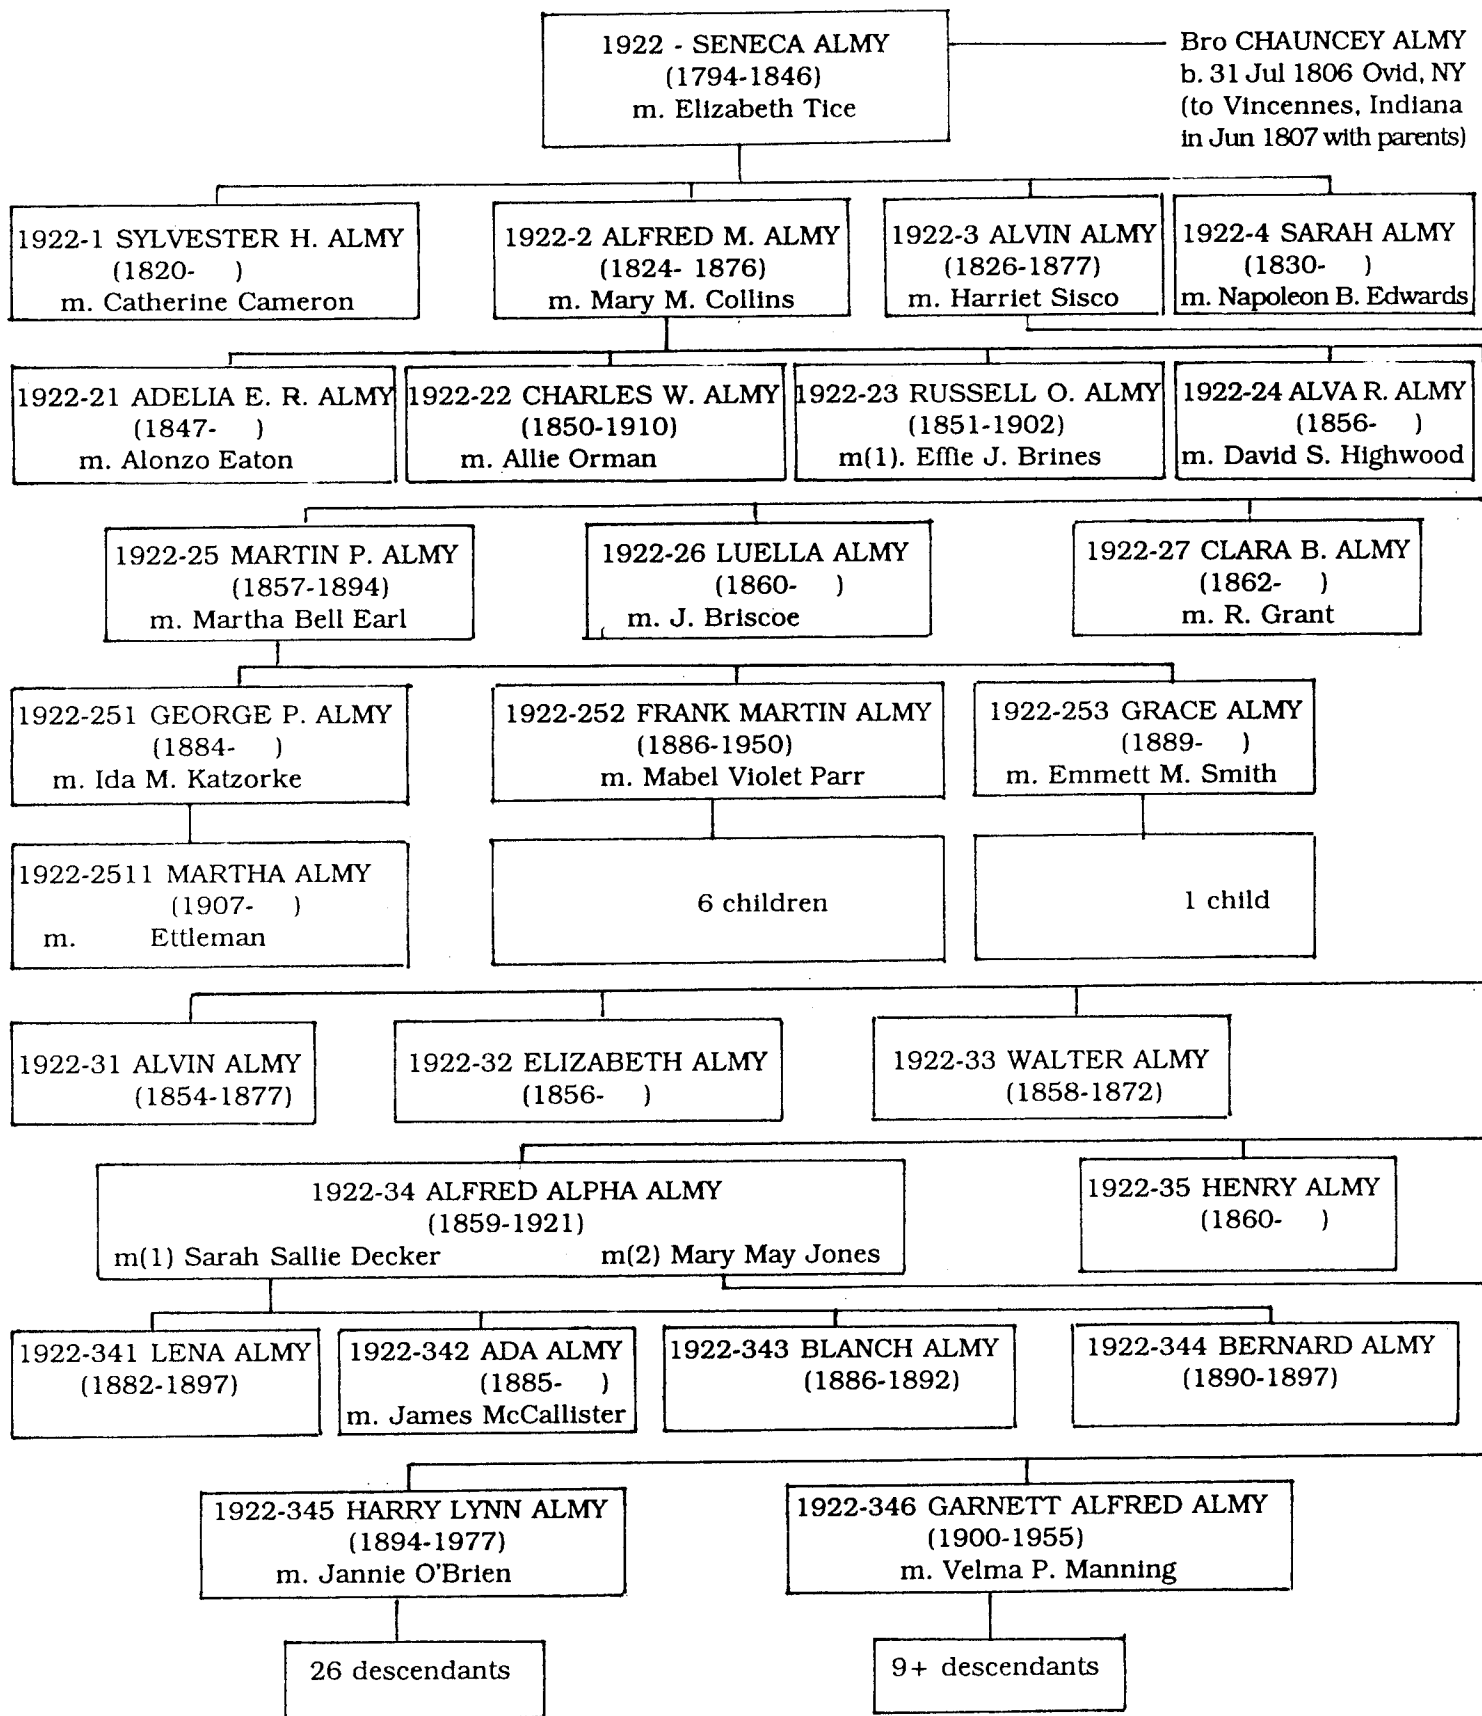 1922 - SENECA ALMY
(1794-1846)
m. Elizabeth Tice
Bro CHAUNCEY ALMY
b. 31 Jul 1806 Ovid, NY
(to Vincennes, Indiana
in Jun 1807 with parents)
1922-1 SYLVESTER H. ALMY
(1820- )
m. Catherine Cameron
1922-2 ALFRED M. ALMY
(1824- 1876)
m. Mary M. Collins
1922-3 ALVIN ALMY
(1826-1877)
m. Harriet Sisco
1922-4 SARAH ALMY
(1830- )
m. Napoleon B. Edwards
1922-21 ADELIA E. R. ALMY
(1847- )
m. Alonzo Eaton
1922-22 CHARLES W. ALMY
(1850-1910)
m. Allie Orman
1922-23 RUSSELL O. ALMY
(1851-1902)
m(1). Effie J. Brines
1922-24 ALVA R. ALMY
(1856- )
m. David S. Highwood
1922-25 MARTIN P. ALMY
(1857-1894)
m. Martha Bell Earl
1922-26 LUELLA ALMY
(1860- )
m. J. Briscoe
1922-27 CLARA B. ALMY
(1862- )
m. R. Grant
1922-251 GEORGE P. ALMY
(1884- )
m. Ida M. Katzorke
1922-252 FRANK MARTIN ALMY
(1886-1950)
m. Mabel Violet Parr
1922-253 GRACE ALMY
(1889- )
m. Emmett M. Smith
1922-2511 MARTHA ALMY
(1907- )
m. Ettleman
6 children
1 child
1922-31 ALVIN ALMY
(1854-1877)
1922-32 ELIZABETH ALMY
(1856- )
1922-33 WALTER ALMY
(1858-1872)
1922-34 ALFRED ALPHA ALMY
(1859-1921)
m(1) Sarah Sallie Decker m(2) Mary May Jones
1922-35 HENRY ALMY
(1860- )
1922-341 LENA ALMY
(1882-1897)
1922-342 ADA ALMY
(1885- )
m. James McCallister
1922-343 BLANCH ALMY
(1886-1892)
1922-344 BERNARD ALMY
(1890-1897)
1922-345 HARRY LYNN ALMY
(1894-1977)
m. Jannie O'Brien
1922-346 GARNETT ALFRED ALMY
(1900-1955)
m. Velma P. Manning
26 descendants
9+ descendants